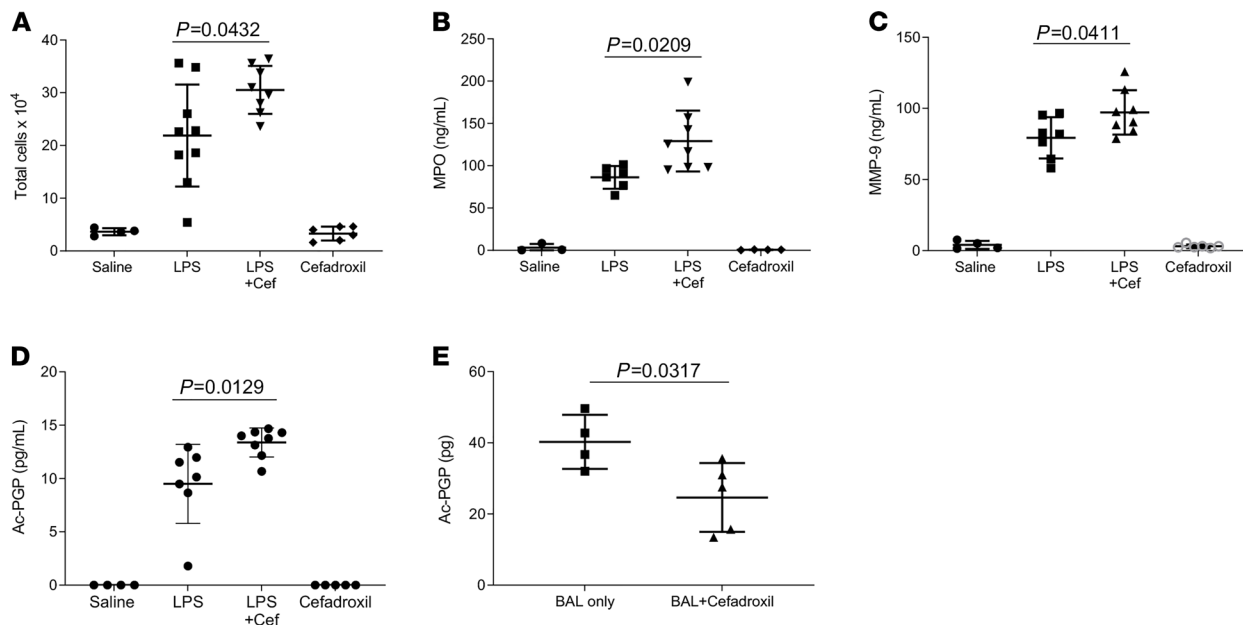 A
P=0.0432
Total cells x 10⁴
40
30
20
10
0
Saline
LPS
LPS
+Cef
Cefadroxil
B
P=0.0209
MPO (ng/mL)
250
200
150
100
50
0
Saline
LPS
LPS
+Cef
Cefadroxil
C
P=0.0411
MMP-9 (ng/mL)
150
100
50
0
Saline
LPS
LPS
+Cef
Cefadroxil
D
P=0.0129
Ac-PGP (pg/mL)
20
15
10
5
0
Saline
LPS
LPS
+Cef
Cefadroxil
E
P=0.0317
Ac-PGP (pg)
60
40
20
0
BAL only
BAL+Cefadroxil